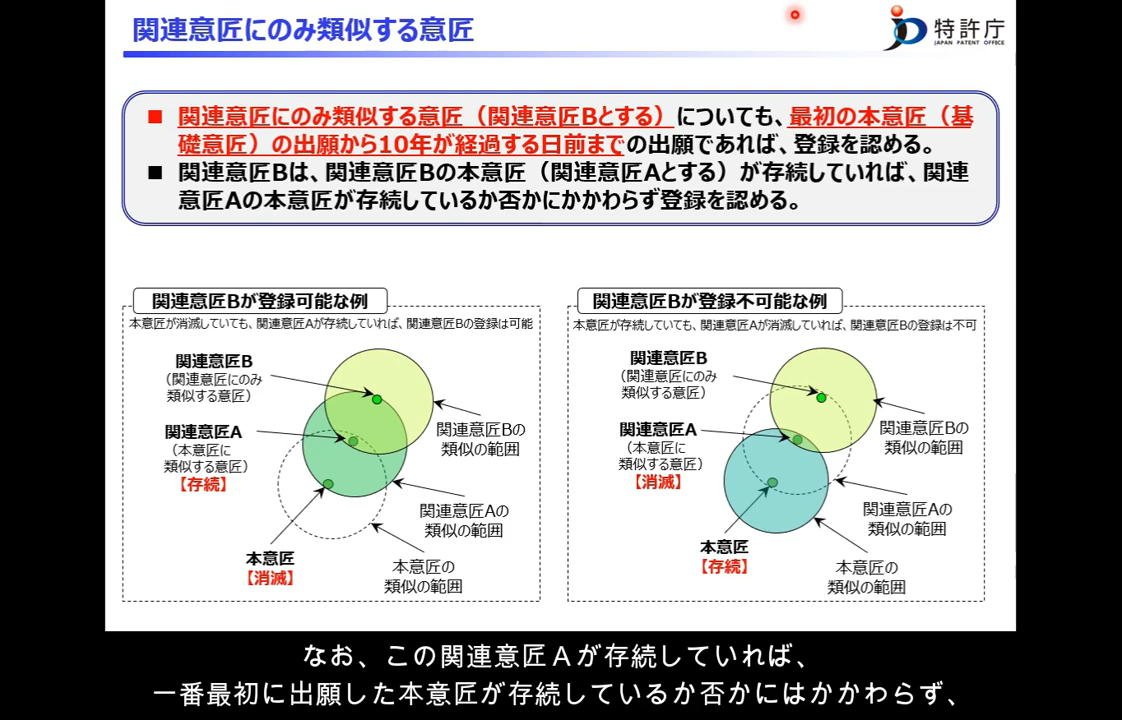 関連意匠にのみ類似する意匠
特許庁
JAPAN PATENT OFFICE
■ 関連意匠にのみ類似する意匠（関連意匠Bとする）についても、最初の本意匠（基
礎意匠）の出願から10年が経過する日前までの出願であれば、登録を認める。
■ 関連意匠Bは、関連意匠Bの本意匠（関連意匠Aとする）が存続していれば、関連
意匠Aの本意匠が存続しているか否かにかかわらず登録を認める。
関連意匠Bが登録可能な例
本意匠が消滅していても、関連意匠Aが存続していれば、関連意匠Bの登録は可能
関連意匠B
（関連意匠にのみ
類似する意匠）
関連意匠A
（本意匠に
類似する意匠）
【存続】
本意匠
【消滅】
関連意匠Bの
類似の範囲
関連意匠Aの
類似の範囲
本意匠の
類似の範囲
関連意匠Bが登録不可能な例
本意匠が存続していても、関連意匠Aが消滅していれば、関連意匠Bの登録は不可
関連意匠B
（関連意匠にのみ
類似する意匠）
関連意匠A
（本意匠に
類似する意匠）
【消滅】
本意匠
【存続】
関連意匠Bの
類似の範囲
関連意匠Aの
類似の範囲
本意匠の
類似の範囲
なお、この関連意匠Ａが存続していれば、
一番最初に出願した本意匠が存続しているか否かにはかかわらず、